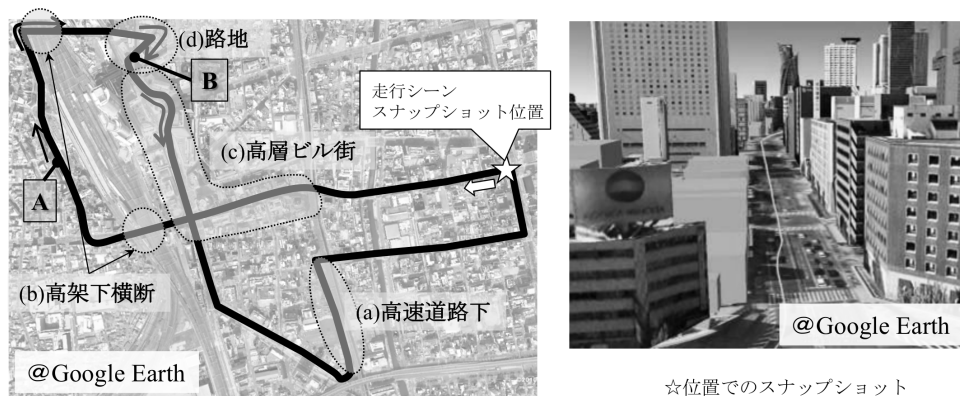 (d)路地
B
走行シーン
スナップショット位置
(c)高層ビル街
A
(b)高架下横断
(a)高速道路下
@Google Earth
@Google Earth
☆位置でのスナップショット